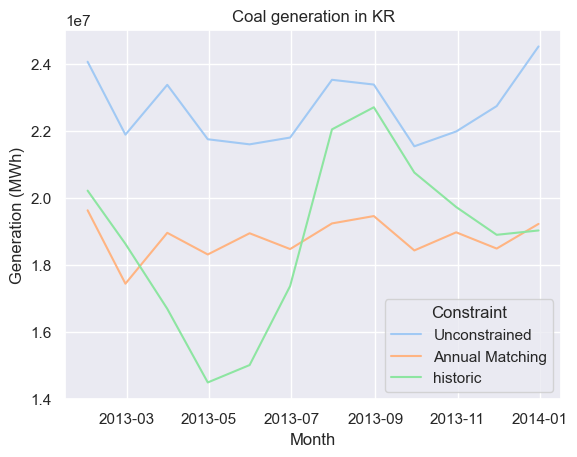 Coal generation in KR
1e7
2.4
2.2
2.0
1.8
1.6
1.4
Generation (MWh)
Constraint
Unconstrained
Annual Matching
historic
2013-03 2013-05 2013-07 2013-09 2013-11 2014-01
Month